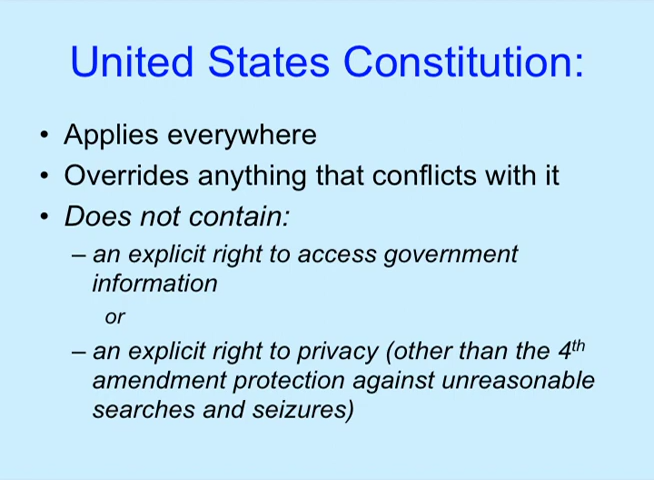 United States Constitution:
• Applies everywhere
• Overrides anything that conflicts with it
• Does not contain:
– an explicit right to access government
information
or
– an explicit right to privacy (other than the 4th
amendment protection against unreasonable
searches and seizures)